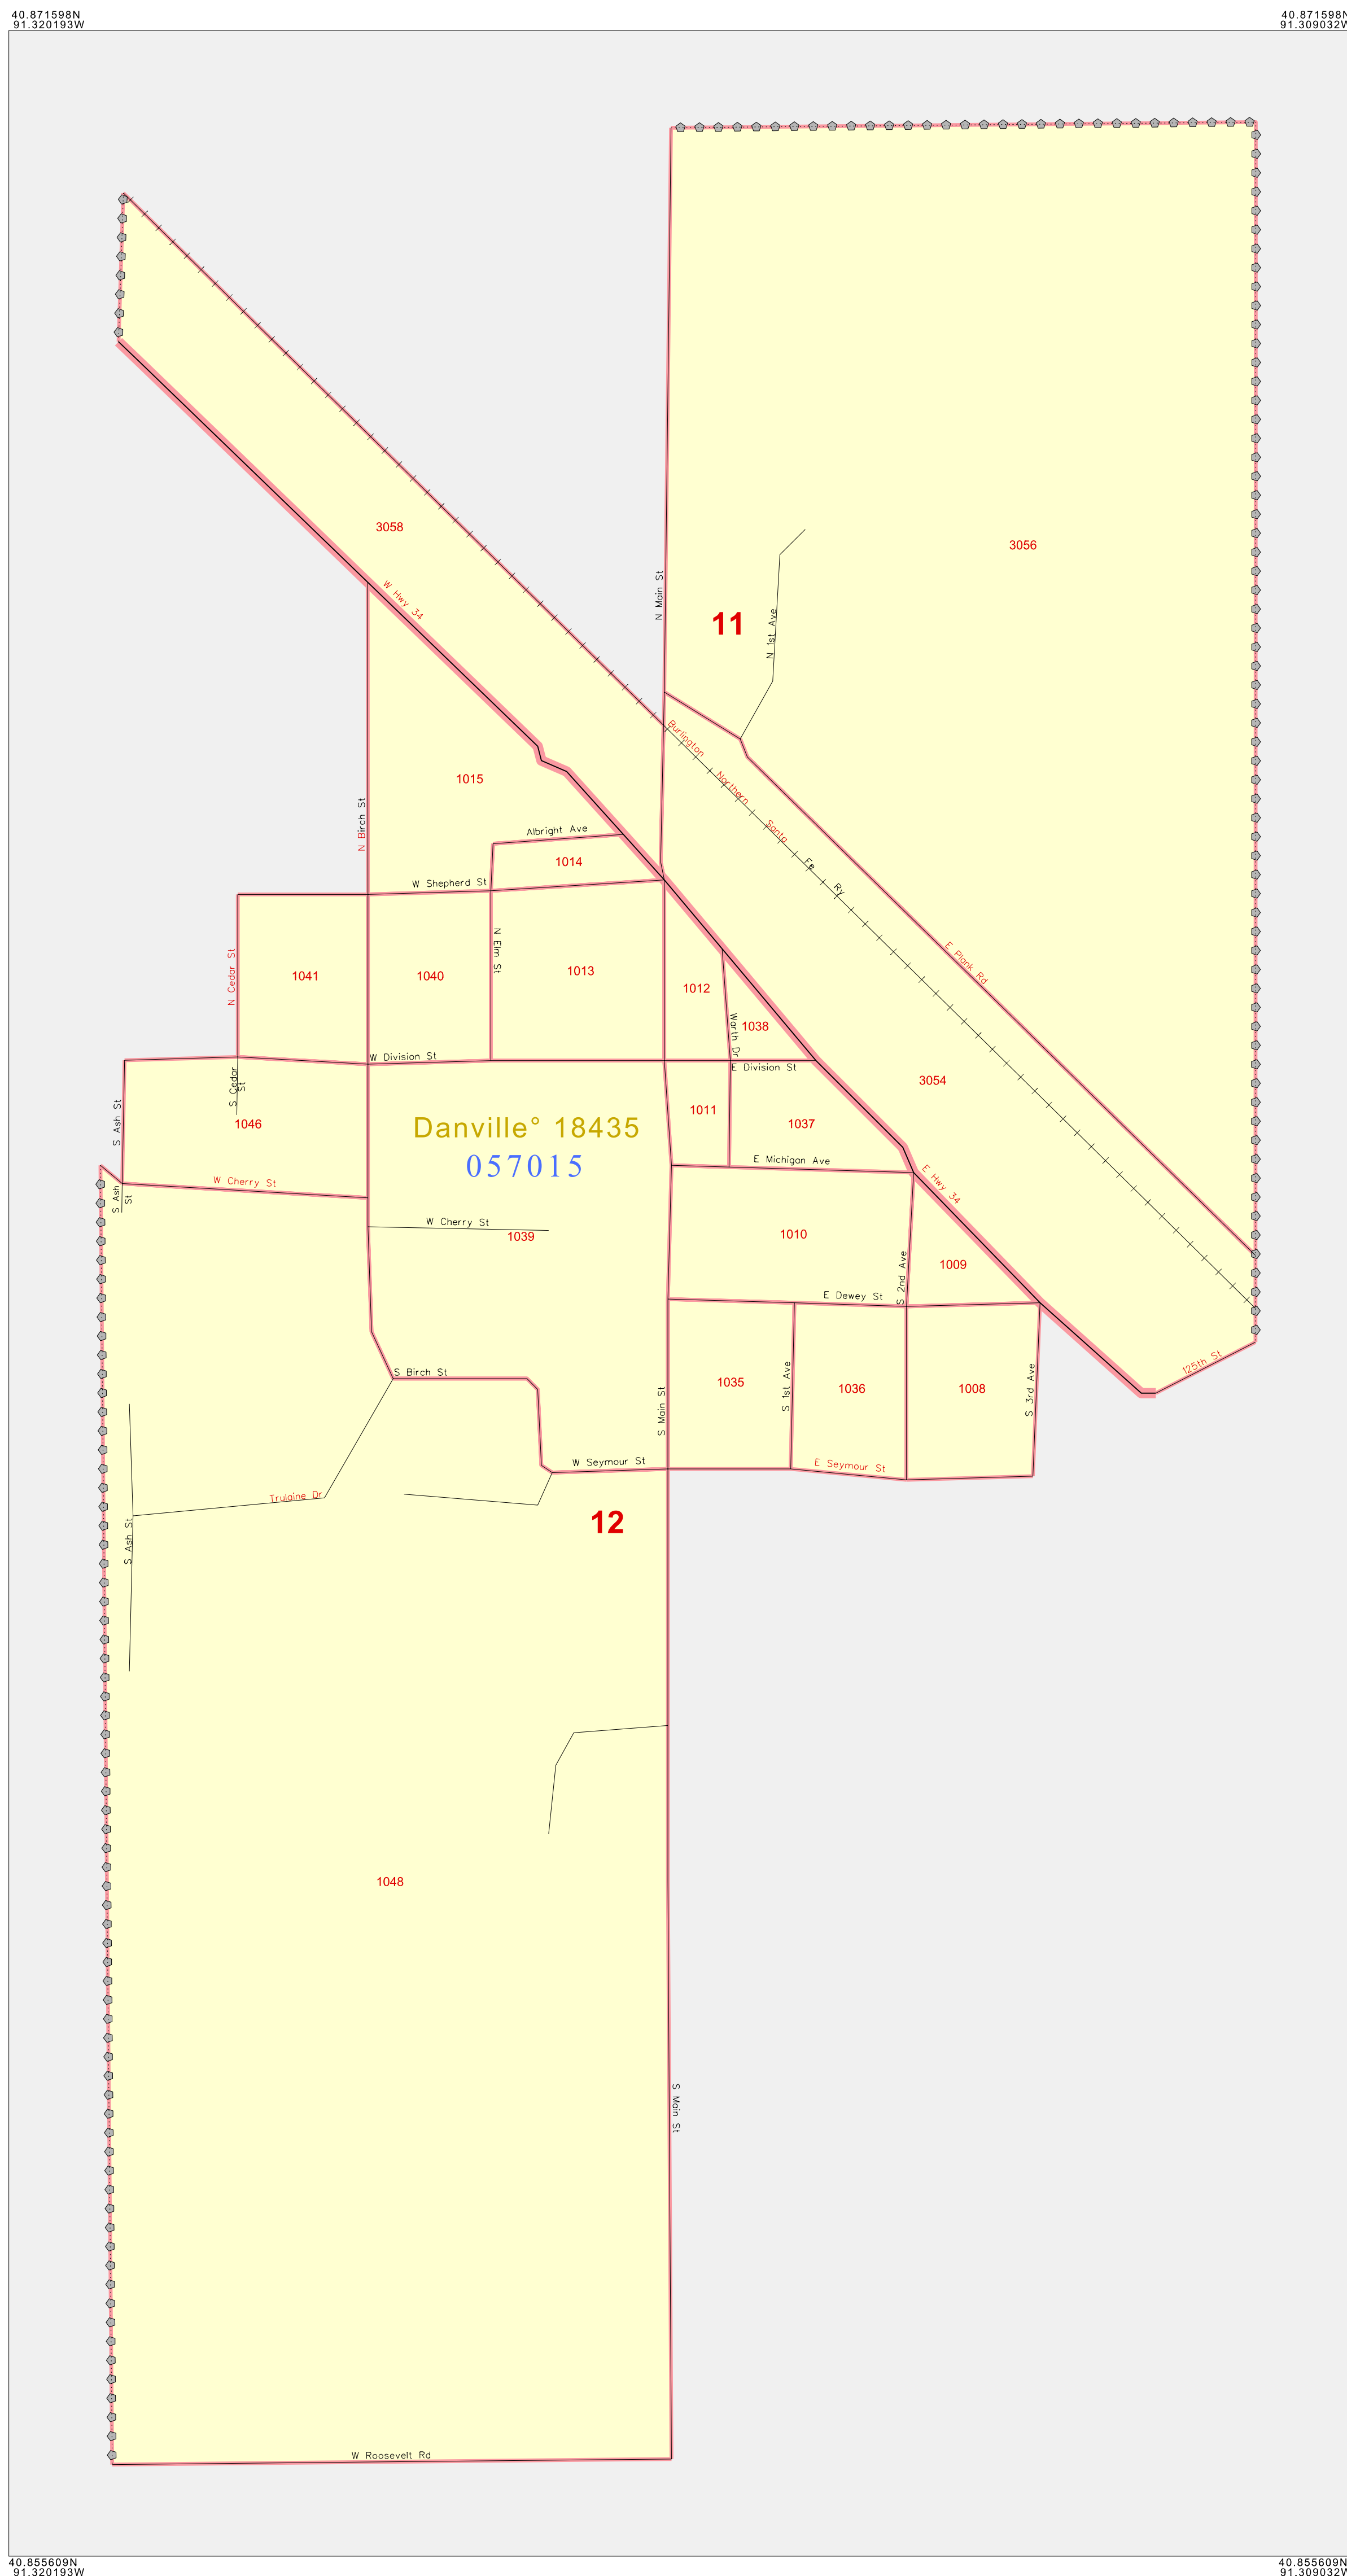 40.871598N
91.320193W
40.871598N
91.309032W
3058
3056
W Hwy 34
N Main St
11
N 1st Ave
Burlington Northern Santa Fe Ry
1015
N Birch St
Albright Ave
1014
W Shepherd St
N Elm St
N Cedar St
1041
1040
1013
1012
E Plank Rd
Worth Dr
1038
W Division St
E Division St
S Cedar
St
3054
S Ash St
1046
1011
1037
Danville° 18435
057015
E Michigan Ave
W Cherry St
S Ash
St
E Hwy 34
W Cherry St
1039
1010
S 2nd Ave
1009
E Dewey St
S Birch St
125th St
1035
S 1st Ave
1036
1008
S 3rd Ave
S Main St
W Seymour St
E Seymour St
Trulaine Dr
12
S Ash St
1048
S Main St
W Roosevelt Rd
40.855609N
91.320193W
40.855609N
91.309032W